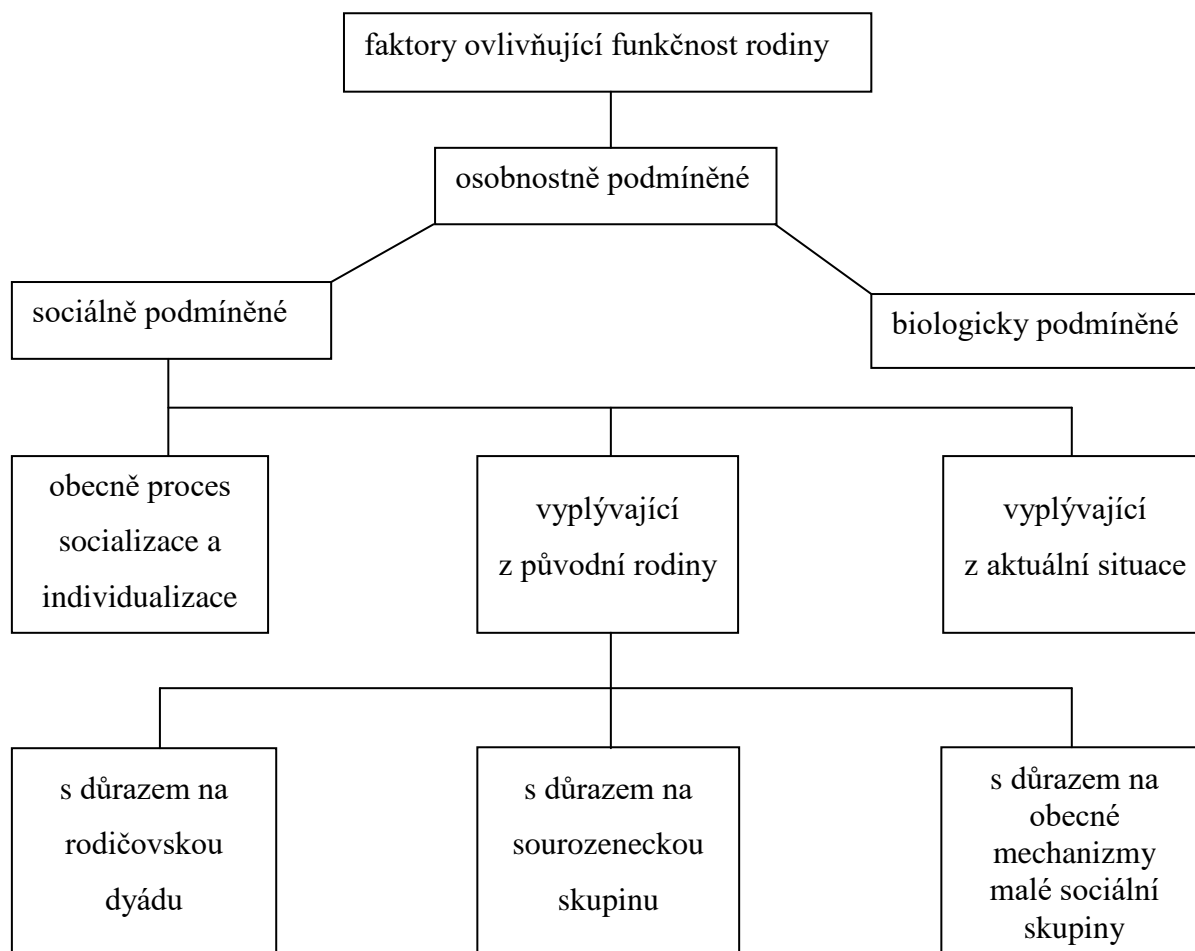 faktory ovlivňující funkčnost rodiny
osobnostně podmíněné
sociálně podmíněné
biologicky podmíněné
obecně proces
socializace a
individualizace
vyplývající
z původní rodiny
vyplývající
z aktuální situace
s důrazem na
rodičovskou
dyádu
s důrazem na
sourozeneckou
skupinu
s důrazem na
obecné
mechanizmy
malé sociální
skupiny